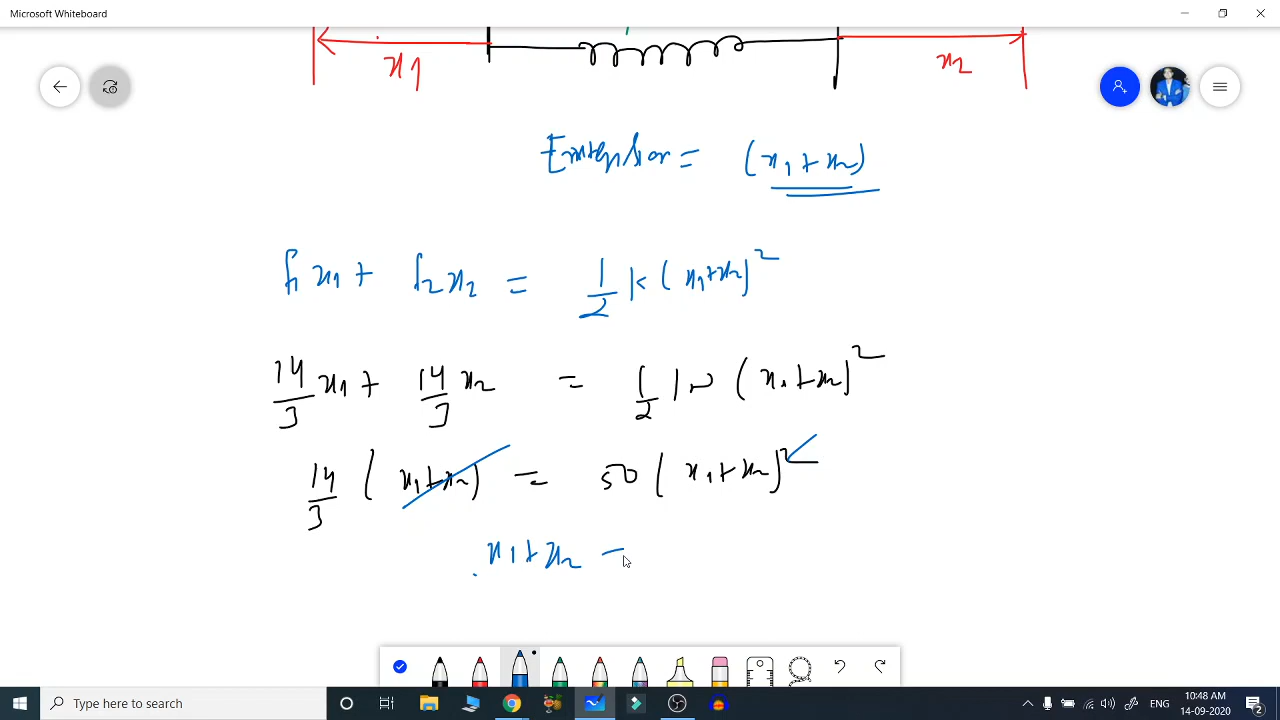 Microsoft Whiteboard
x1 x2
Extension = (x1 + x2)
f1 x1 + f2 x2 = 1/2 k (x1+x2)^2
14/3 x1 + 14/3 x2 = 1/2 100 (x1+x2)^2
14/3 (x1+x2) = 50 (x1+x2)^2
x1+x2 =
Type here to search
ENG
10:48 AM
14-09-2020
2